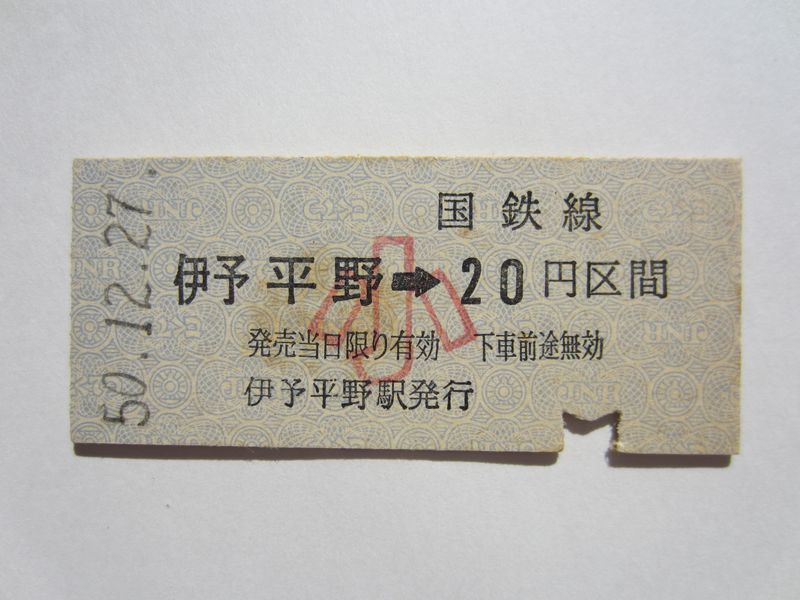 50.12.27.
国鉄線
伊予平野➡20円区間
小
発売当日限り有効 下車前途無効
伊予平野駅発行